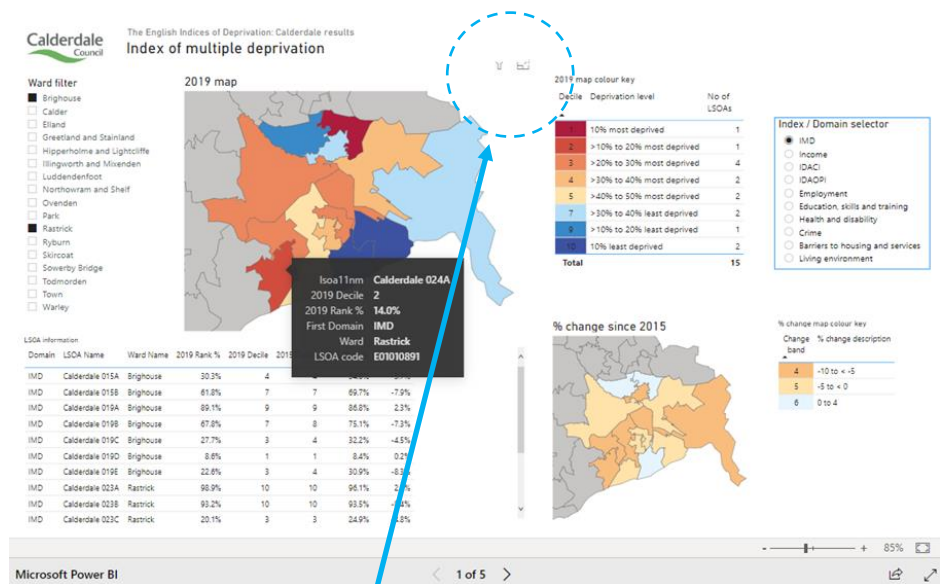 Calderdale
Council
The English Indices of Deprivation: Calderdale results
Index of multiple deprivation
Ward filter
Brighouse
Calder
Elland
Greetland and Stainland
Hipperholme and Lightcliffe
Illingworth and Mixenden
Luddendenfoot
Northowram and Shelf
Ovenden
Park
Rastrick
Ryburn
Skircoat
Sowerby Bridge
Todmorden
Town
Warley
2019 map
lsoa11nm Calderdale 024A
2019 Decile 2
2019 Rank % 14.0%
First Domain IMD
Ward Rastrick
LSOA code E01010891
2019 map colour key
Decile Deprivation level No of
LSOAs
1 10% most deprived 1
2 >10% to 20% most deprived 1
3 >20% to 30% most deprived 4
4 >30% to 40% most deprived 2
5 >40% to 50% most deprived 2
7 >30% to 40% least deprived 2
9 >10% to 20% least deprived 1
10 10% least deprived 2
Total 15
Index / Domain selector
IMD
Income
IDACI
IDAOPI
Employment
Education, skills and training
Health and disability
Crime
Barriers to housing and services
Living environment
LSOA information
Domain LSOA Name Ward Name 2019 Rank % 2019 Decile
IMD Calderdale 015A Brighouse 30.3% 4
IMD Calderdale 015B Brighouse 61.8% 7 7 69.7% -7.9%
IMD Calderdale 019A Brighouse 89.1% 9 9 86.8% 2.3%
IMD Calderdale 019B Brighouse 67.8% 7 8 75.1% -7.3%
IMD Calderdale 019C Brighouse 27.7% 3 4 32.2% -4.5%
IMD Calderdale 019D Brighouse 8.6% 1 1 8.4% 0.2%
IMD Calderdale 019E Brighouse 22.6% 3 4 30.9%
IMD Calderdale 023A Rastrick 98.9% 10 10 96.1%
IMD Calderdale 023B Rastrick 93.2% 10 10 93.5%
IMD Calderdale 023C Rastrick 20.1% 3 3 24.9%
% change since 2015
% change map colour key
Change % change description
band
4 -10 to < -5
5 -5 to < 0
6 0 to 4
- + 85%
Microsoft Power BI
1 of 5